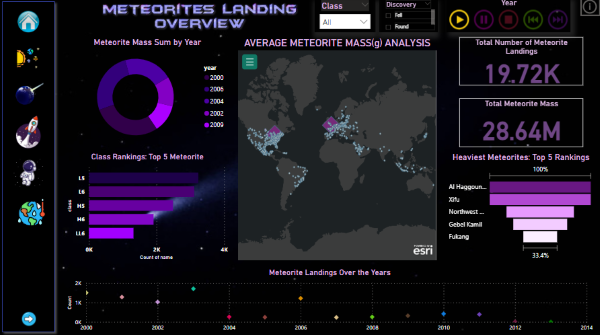 METEORITES LANDING
OVERVIEW
Class
All
Discovery
Fell
Found
Year
Meteorite Mass Sum by Year
year
2000
2006
2004
2002
2009
AVERAGE METEORITE MASS(g) ANALYSIS
esri
Total Number of Meteorite
Landings
19.72K
Total Meteorite Mass
28.64M
Class Rankings: Top 5 Meteorite
class
L5
L6
H5
H6
LL6
0K
2K
4K
Count of name
Heaviest Meteorites: Top 5 Rankings
100%
Al Haggoun...
Xifu
Northwest ...
Gebel Kamil
Fukang
33.4%
Meteorite Landings Over the Years
Count
2K
1K
0K
2000
2002
2004
2006
2008
2010
2012
2014